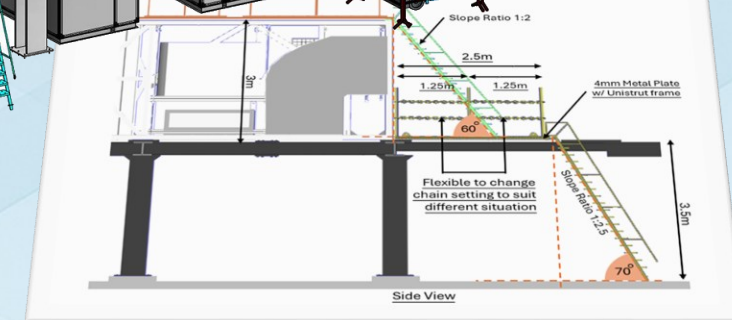 Slope Ratio 1:2
2.5m
1.25m
1.25m
4mm Metal Plate
w/ Unistrut frame
3m
60°
Flexible to change
chain setting to suit
different situation
Slope Ratio 1:2.5
3.5m
70°
Side View